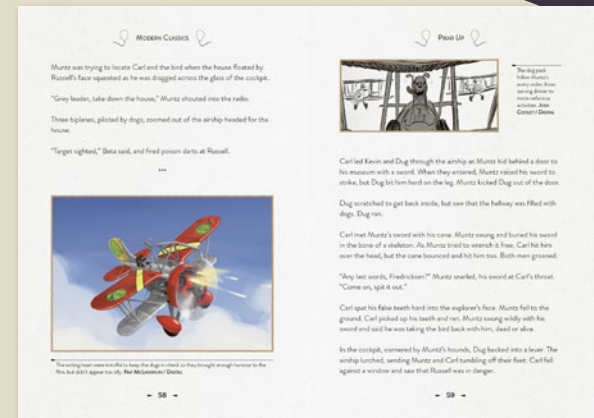 Modern Classics
Muntz was trying to locate Carl and the bird when the house floated by.
Russell's face squeaked as he was dragged across the glass of the cockpit.
"Grey leader, take down the house," Muntz shouted into the radio.
Three biplanes, piloted by dogs, zoomed out of the airship headed for the
house.
"Target sighted," Beta said, and fired poison darts at Russell.
•••
The writing team were mindful to keep the dogs in check so they brought enough humour to the
film, but didn't appear too silly. Pat McLaughlin / Digital
58
Pixar Up
The dog pack
follow Muntz's
every order, from
serving dinner to
more nefarious
activities. Josh
Cooley / Digital
Carl led Kevin and Dug through the airship as Muntz hid behind a door to
his museum with a sword. When they entered, Muntz raised his sword to
strike, but Dug bit him hard on the leg. Muntz kicked Dug out of the door.
Dug scratched to get back inside, but saw that the hallway was filled with
dogs. Dug ran.
Carl met Muntz's sword with his cane. Muntz swung and buried his sword
in the bone of a skeleton. As Muntz tried to wrench it free, Carl hit him
over the head, but the cane bounced and hit him too. Both men groaned.
"Any last words, Fredricksen?" Muntz snarled, his sword at Carl's throat.
"Come on, spit it out."
Carl spat his false teeth hard into the explorer's face. Muntz fell to the
ground. Carl picked up his teeth and ran. Muntz swung wildly with his
sword and said he was taking the bird back with him, dead or alive.
In the cockpit, cornered by Muntz's hounds, Dug backed into a lever. The
airship lurched, sending Muntz and Carl tumbling off their feet. Carl fell
against a window and saw that Russell was in danger.
59